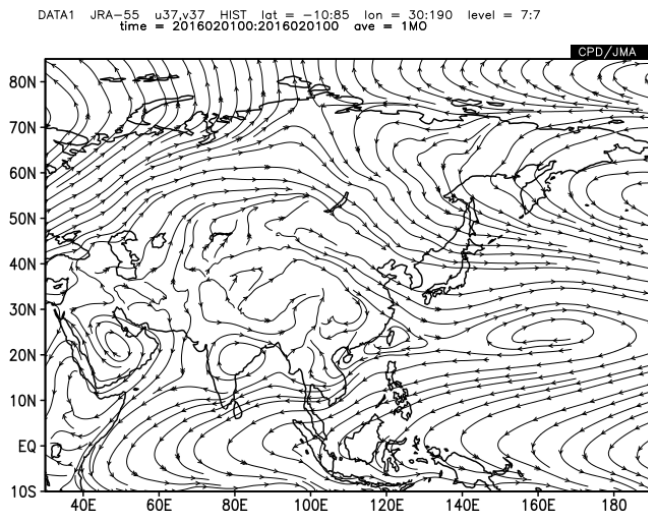 DATA1 JRA-55 u37,v37 HIST lat = -10:85 lon = 30:190 level = 7:7
time = 2016020100:2016020100 ave = 1MO
CPD/JMA
80N
70N
60N
50N
40N
30N
20N
10N
EQ
10S
40E 60E 80E 100E 120E 140E 160E 180